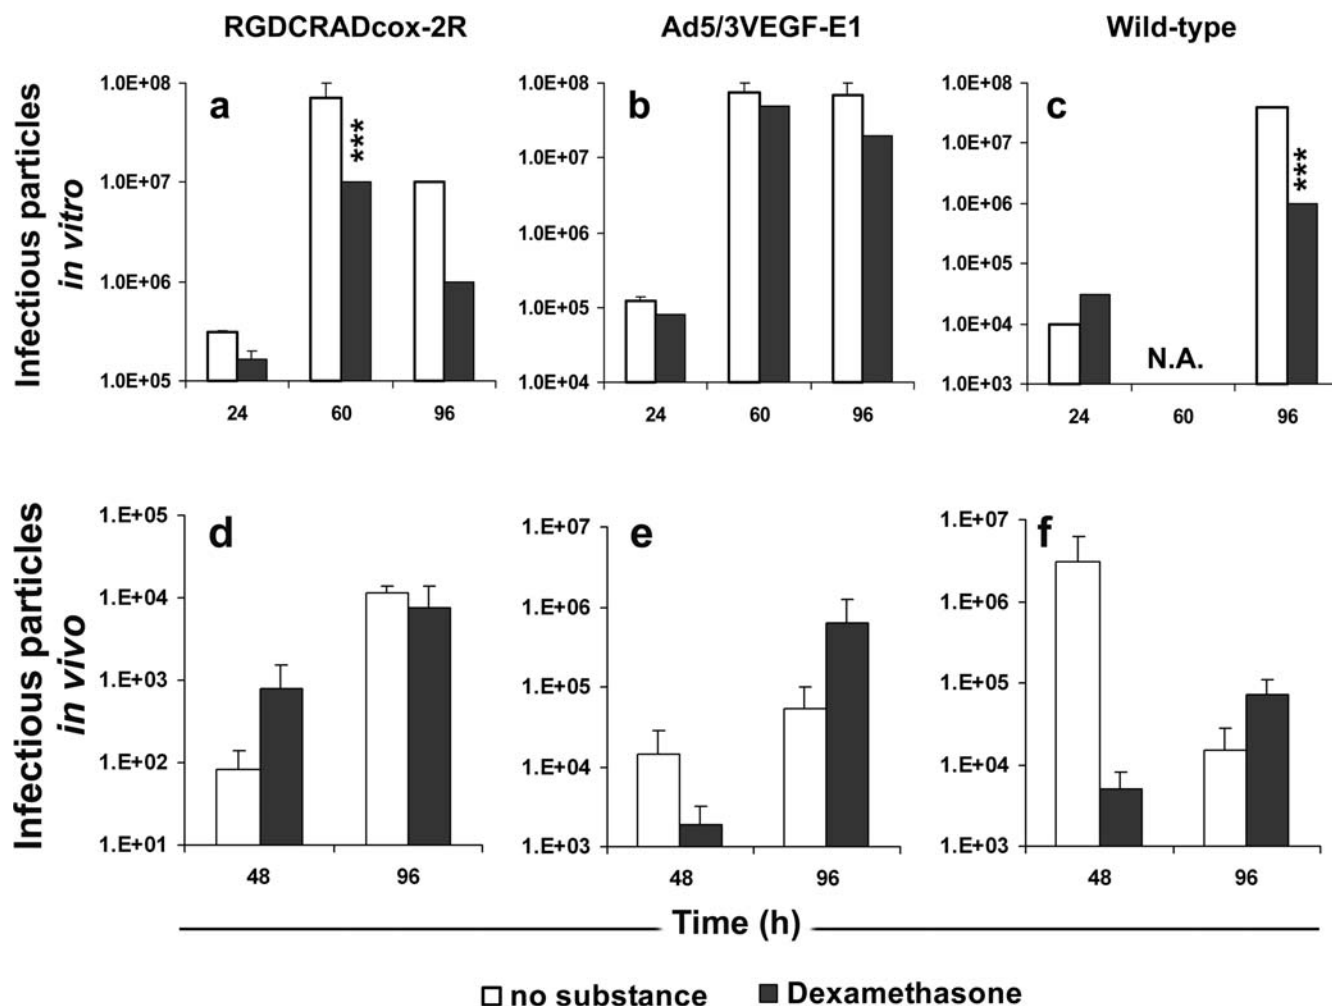 RGDCRADcox-2R
Ad5/3VEGF-E1
Wild-type
Infectious particles
in vitro
a
1.0E+08
1.0E+07
1.0E+06
1.0E+05
***
24
60
96
b
1.0E+08
1.0E+07
1.0E+06
1.0E+05
1.0E+04
24
60
96
c
1.0E+08
1.0E+07
1.0E+06
1.0E+05
1.0E+04
1.0E+03
N.A.
***
24
60
96
Infectious particles
in vivo
d
1.E+05
1.E+04
1.E+03
1.E+02
1.E+01
48
96
e
1.E+07
1.E+06
1.E+05
1.E+04
1.E+03
48
96
f
1.E+07
1.E+06
1.E+05
1.E+04
1.E+03
48
96
Time (h)
no substance
Dexamethasone